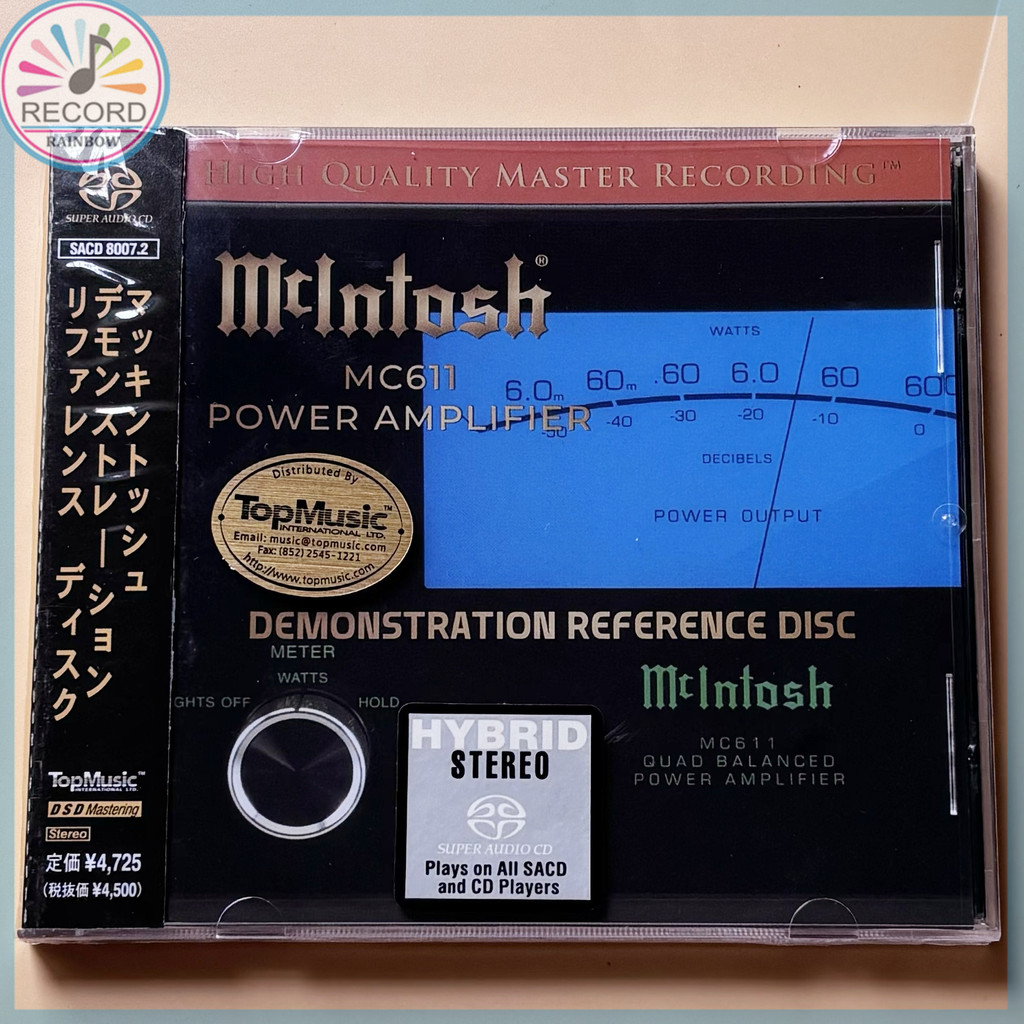 RECORD
RAINBOW
SUPER AUDIO CD
SACD 8007.2
マッキントッシュ
デモンストレーション
リファレンス ディスク
TopMusic™
INTERNATIONAL LTD.
DSD Mastering
Stereo
定価 ¥4,725
(税抜価 ¥4,500)
HIGH QUALITY MASTER RECORDING™
McIntosh®
MC611
POWER AMPLIFIER
WATTS
6.0m 60m .60 6.0 60 600
-50 -40 -30 -20 -10 0
DECIBELS
POWER OUTPUT
Distributed By
TopMusic™
INTERNATIONAL LTD.
Email: music@topmusic.com
Fax: (852) 2545-1221
http://www.topmusic.com
DEMONSTRATION REFERENCE DISC
METER
WATTS
GHTS OFF HOLD
McIntosh
MC611
QUAD BALANCED
POWER AMPLIFIER
HYBRID
STEREO
SUPER AUDIO CD
Plays on All SACD
and CD Players